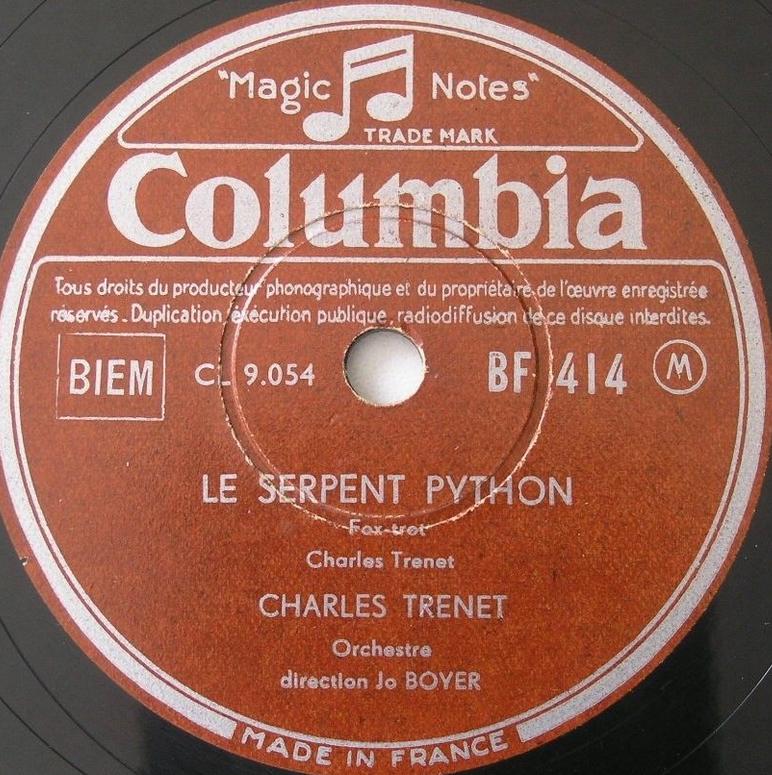 "Magic Notes"
TRADE MARK
Columbia
Tous droits du producteur phonographique et du propriétaire de l'œuvre enregistrée
réservés. Duplication exécution publique, radiodiffusion de ce disque interdites.
BIEM CL 9.054 BF 414 M
LE SERPENT PYTHON
Fox-trot
Charles Trenet
CHARLES TRENET
Orchestre
direction Jo BOYER
MADE IN FRANCE